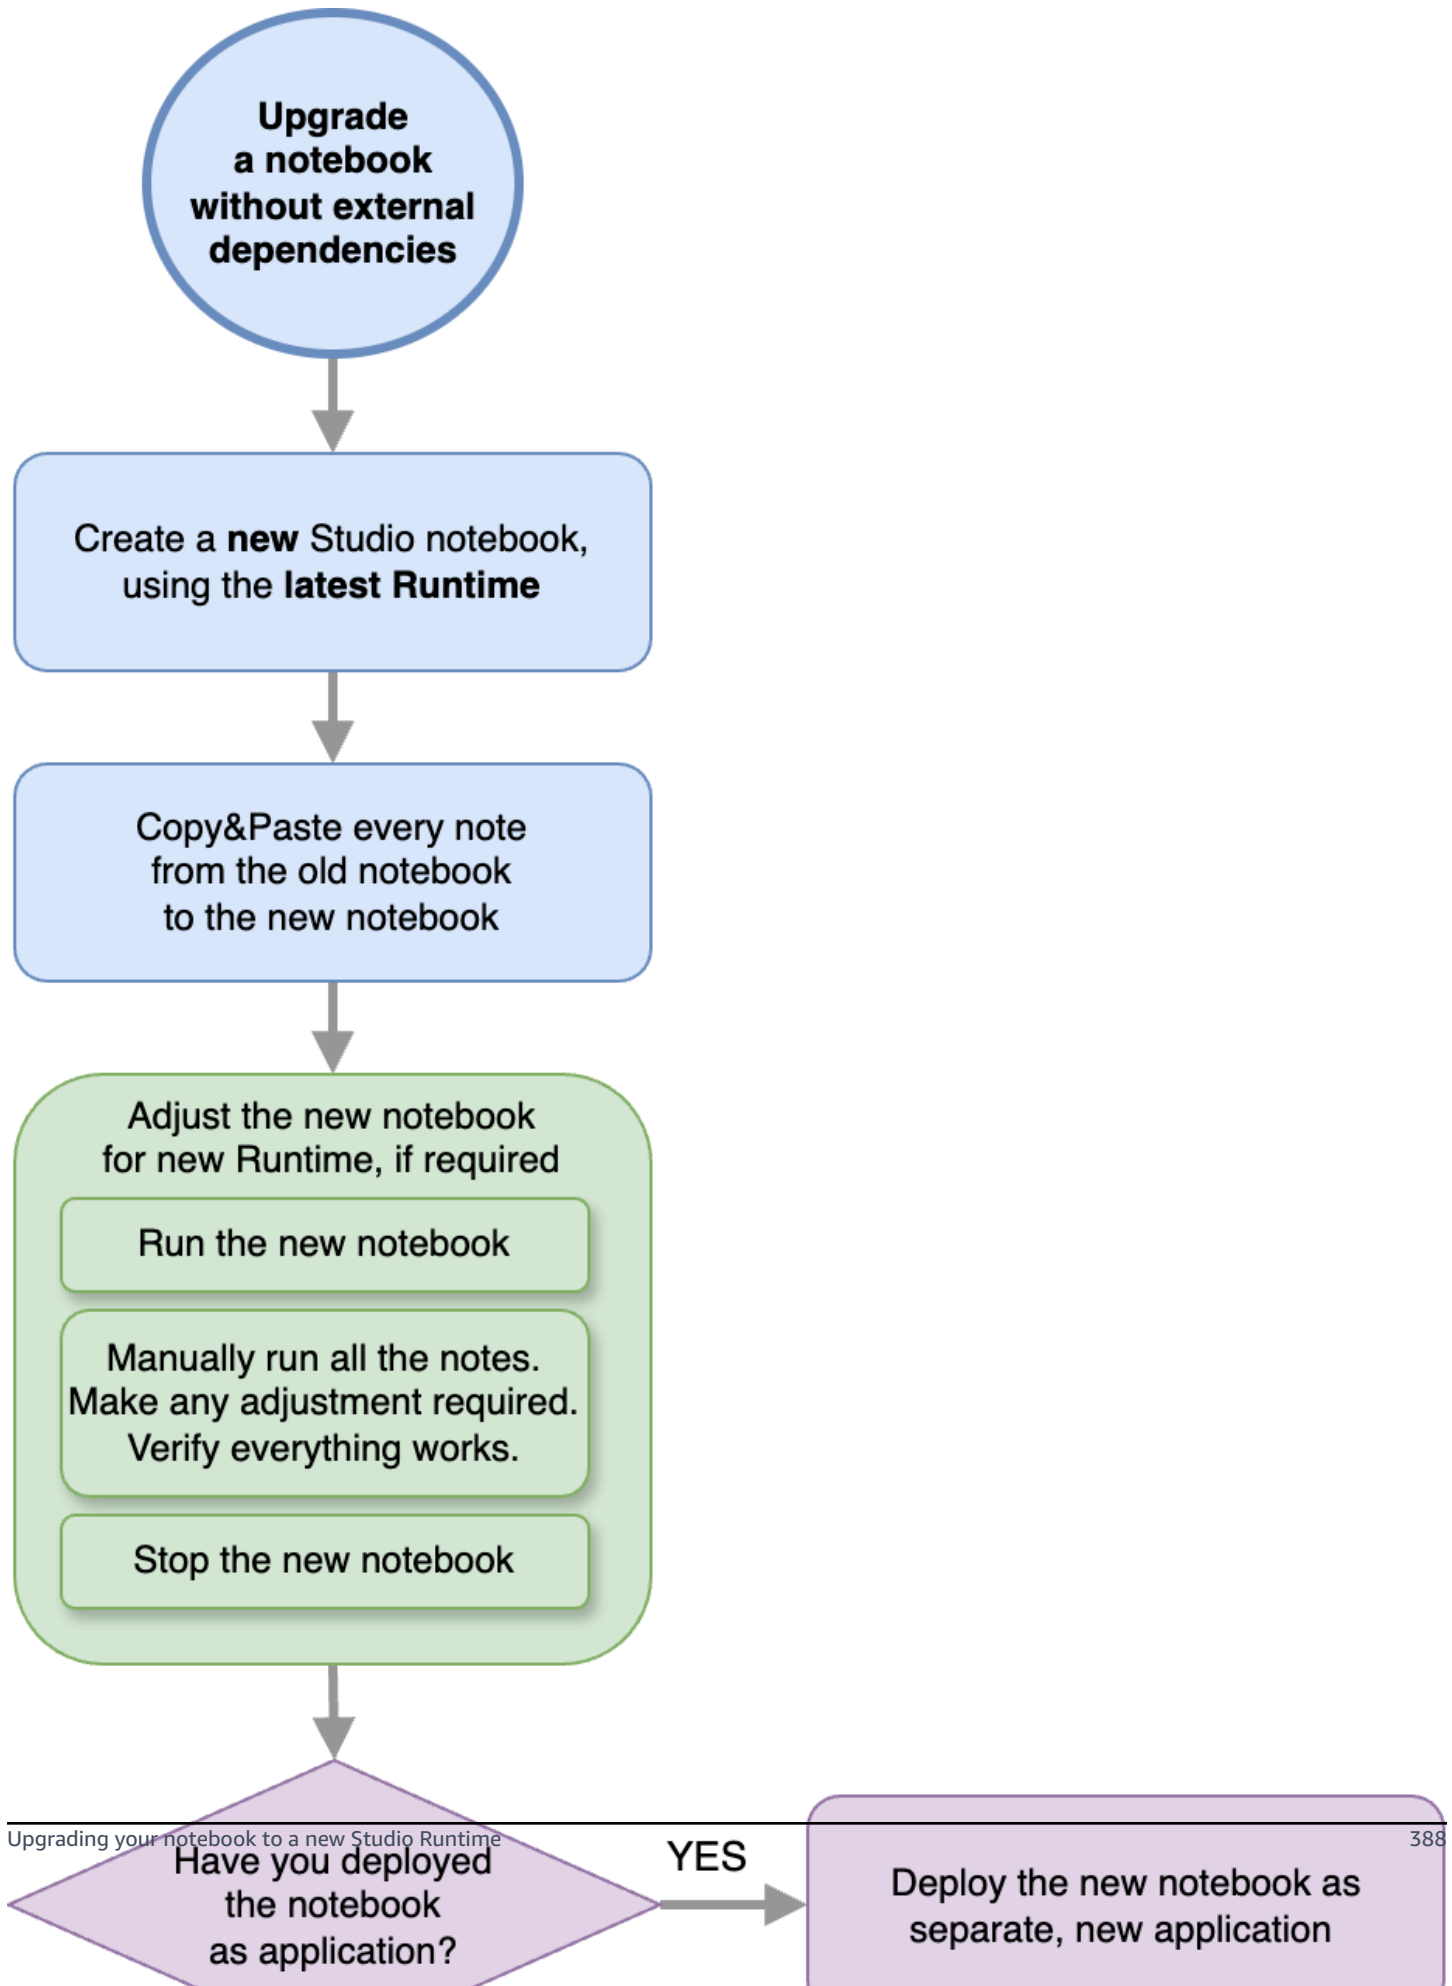 Upgrade
a notebook
without external
dependencies
Create a new Studio notebook,
using the latest Runtime
Copy&Paste every note
from the old notebook
to the new notebook
Adjust the new notebook
for new Runtime, if required
Run the new notebook
Manually run all the notes.
Make any adjustment required.
Verify everything works.
Stop the new notebook
Upgrading your notebook to a new Studio Runtime
388
Have you deployed
the notebook
as application?
YES
Deploy the new notebook as
separate, new application